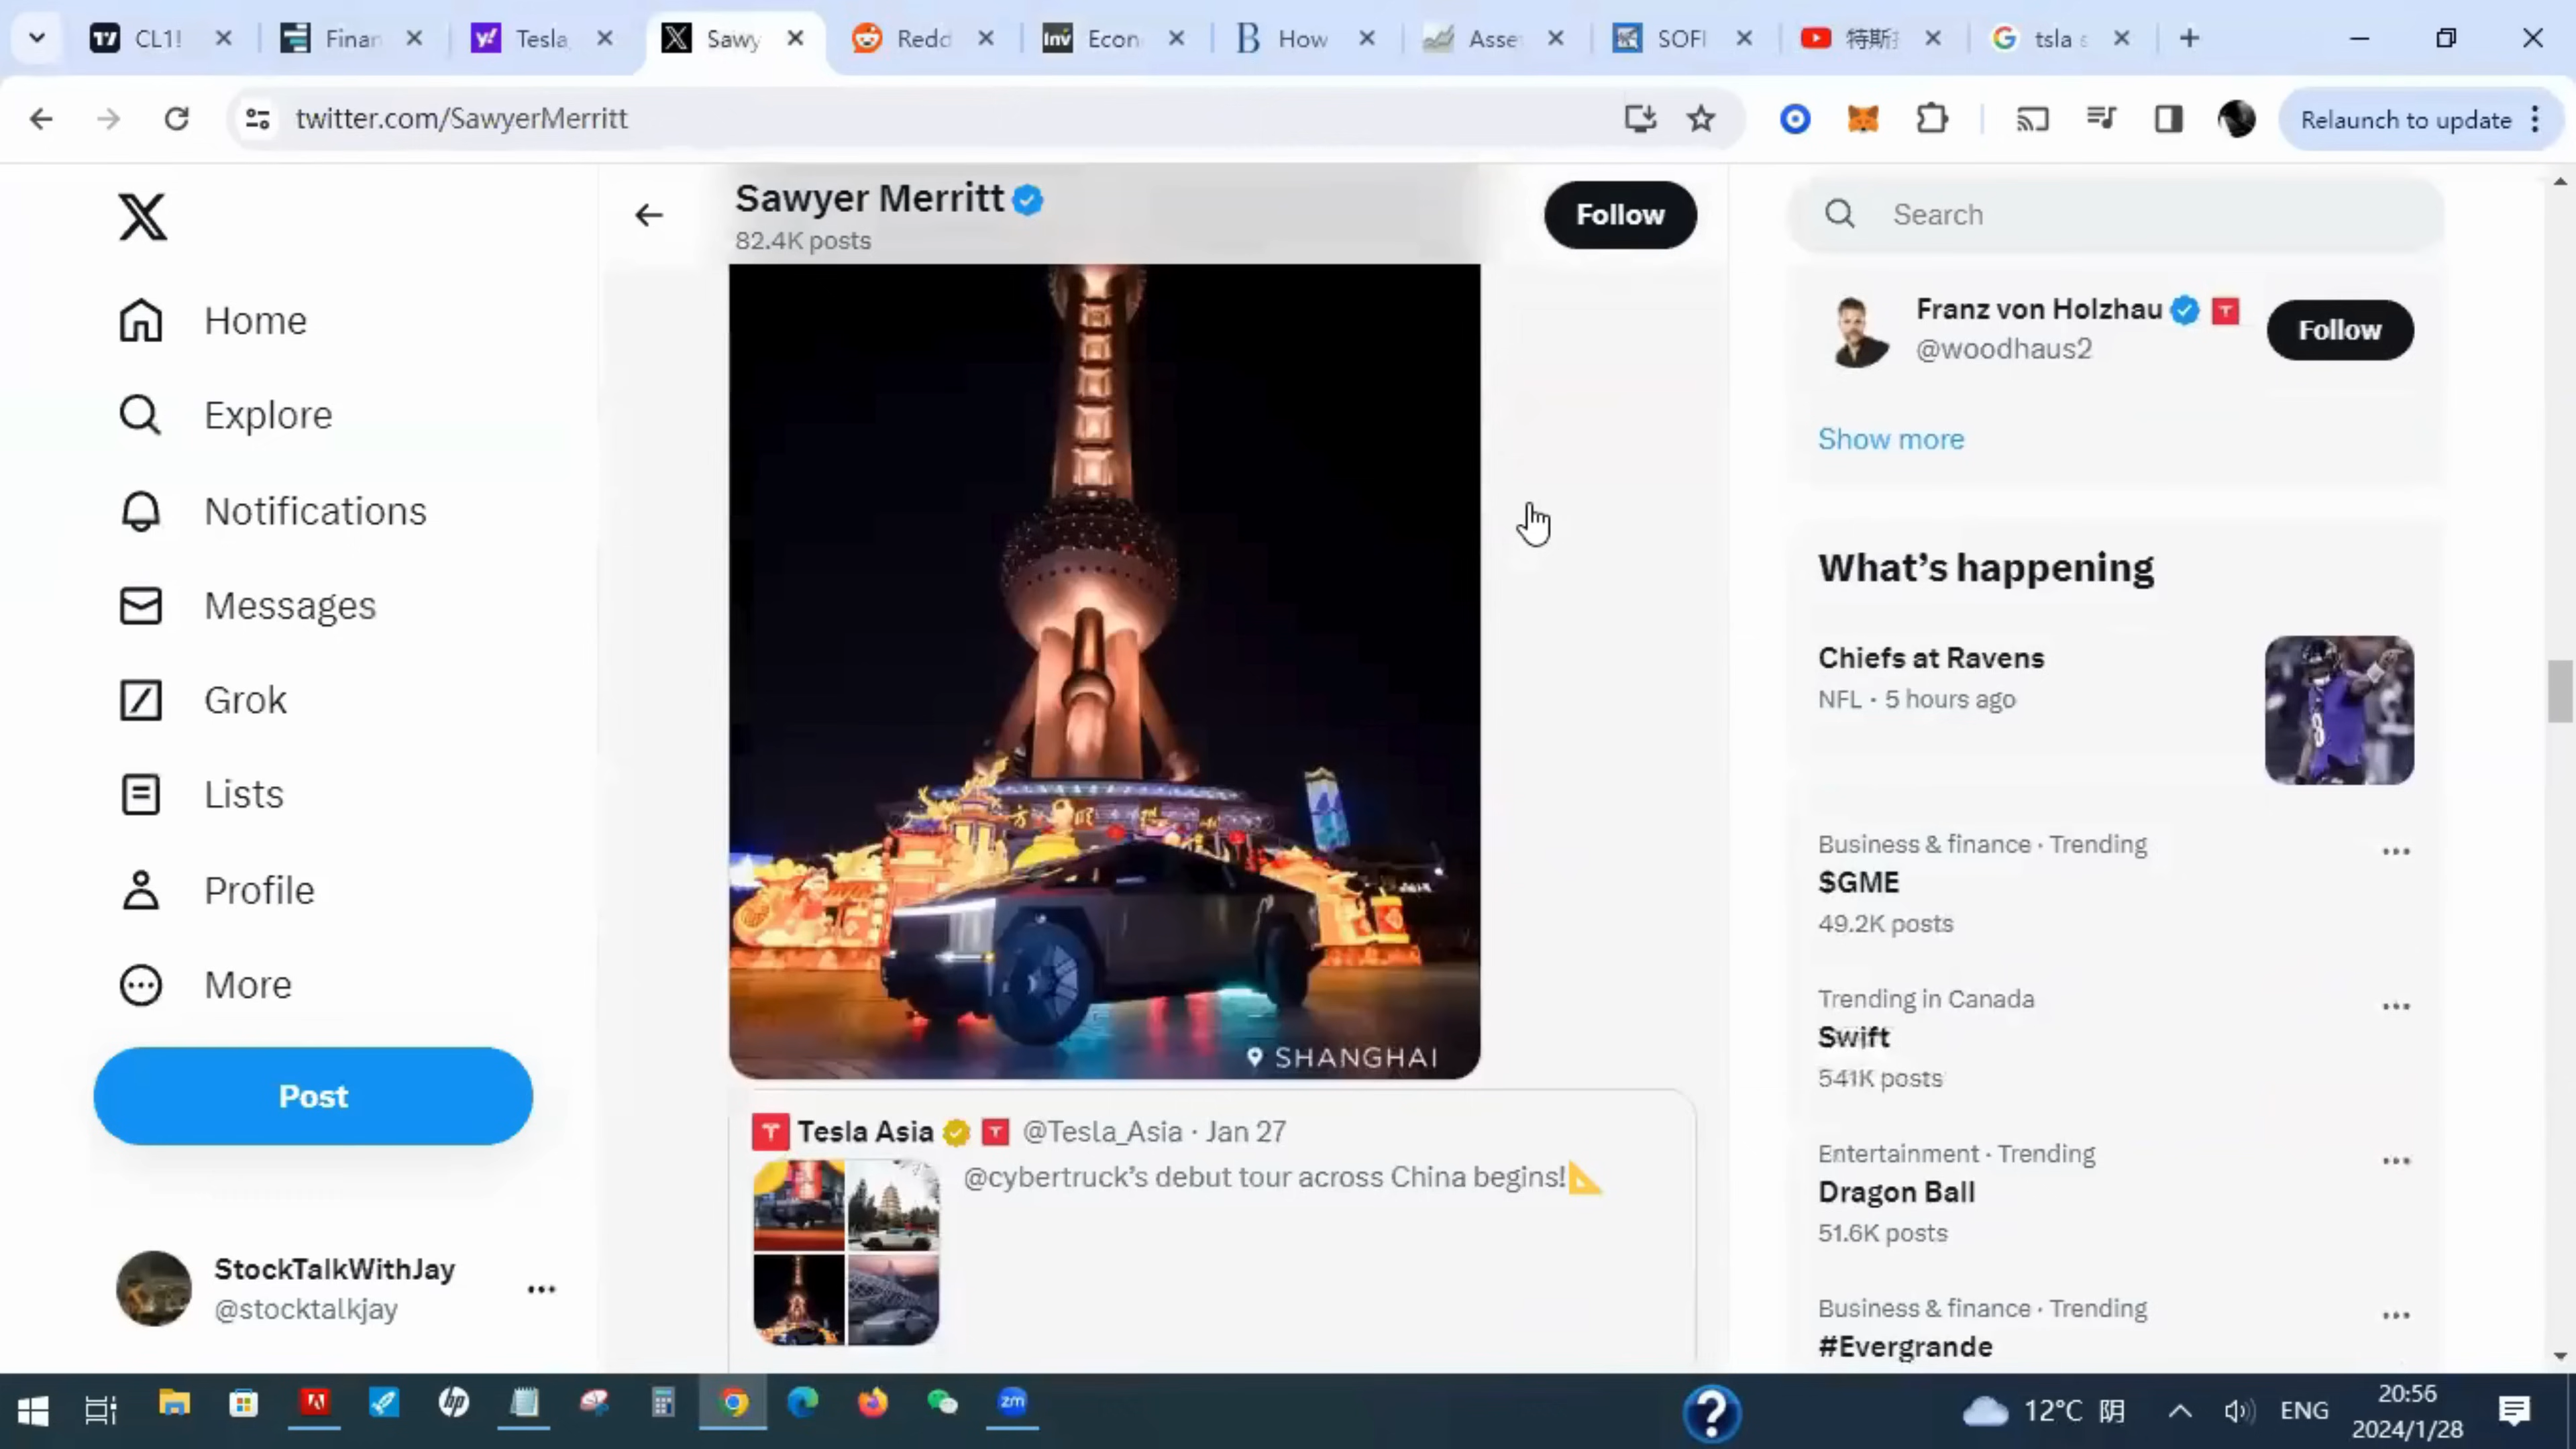 CL1!
Finan
Tesla
Sawy
Redd
Inv
Econ
B
How
Asse
SOFI
特斯
tsla s
twitter.com/SawyerMerritt
Relaunch to update
X
Home
Explore
Notifications
Messages
Grok
Lists
Profile
More
Post
StockTalkWithJay
@stocktalkjay
Sawyer Merritt
82.4K posts
Follow
SHANGHAI
Tesla Asia @Tesla_Asia · Jan 27
@cybertruck’s debut tour across China begins!
Search
Franz von Holzhau
@woodhaus2
Follow
Show more
What’s happening
Chiefs at Ravens
NFL · 5 hours ago
Business & finance · Trending
$GME
49.2K posts
Trending in Canada
Swift
541K posts
Entertainment · Trending
Dragon Ball
51.6K posts
Business & finance · Trending
#Evergrande
hp
zm
12°C 阴
ENG
20:56
2024/1/28